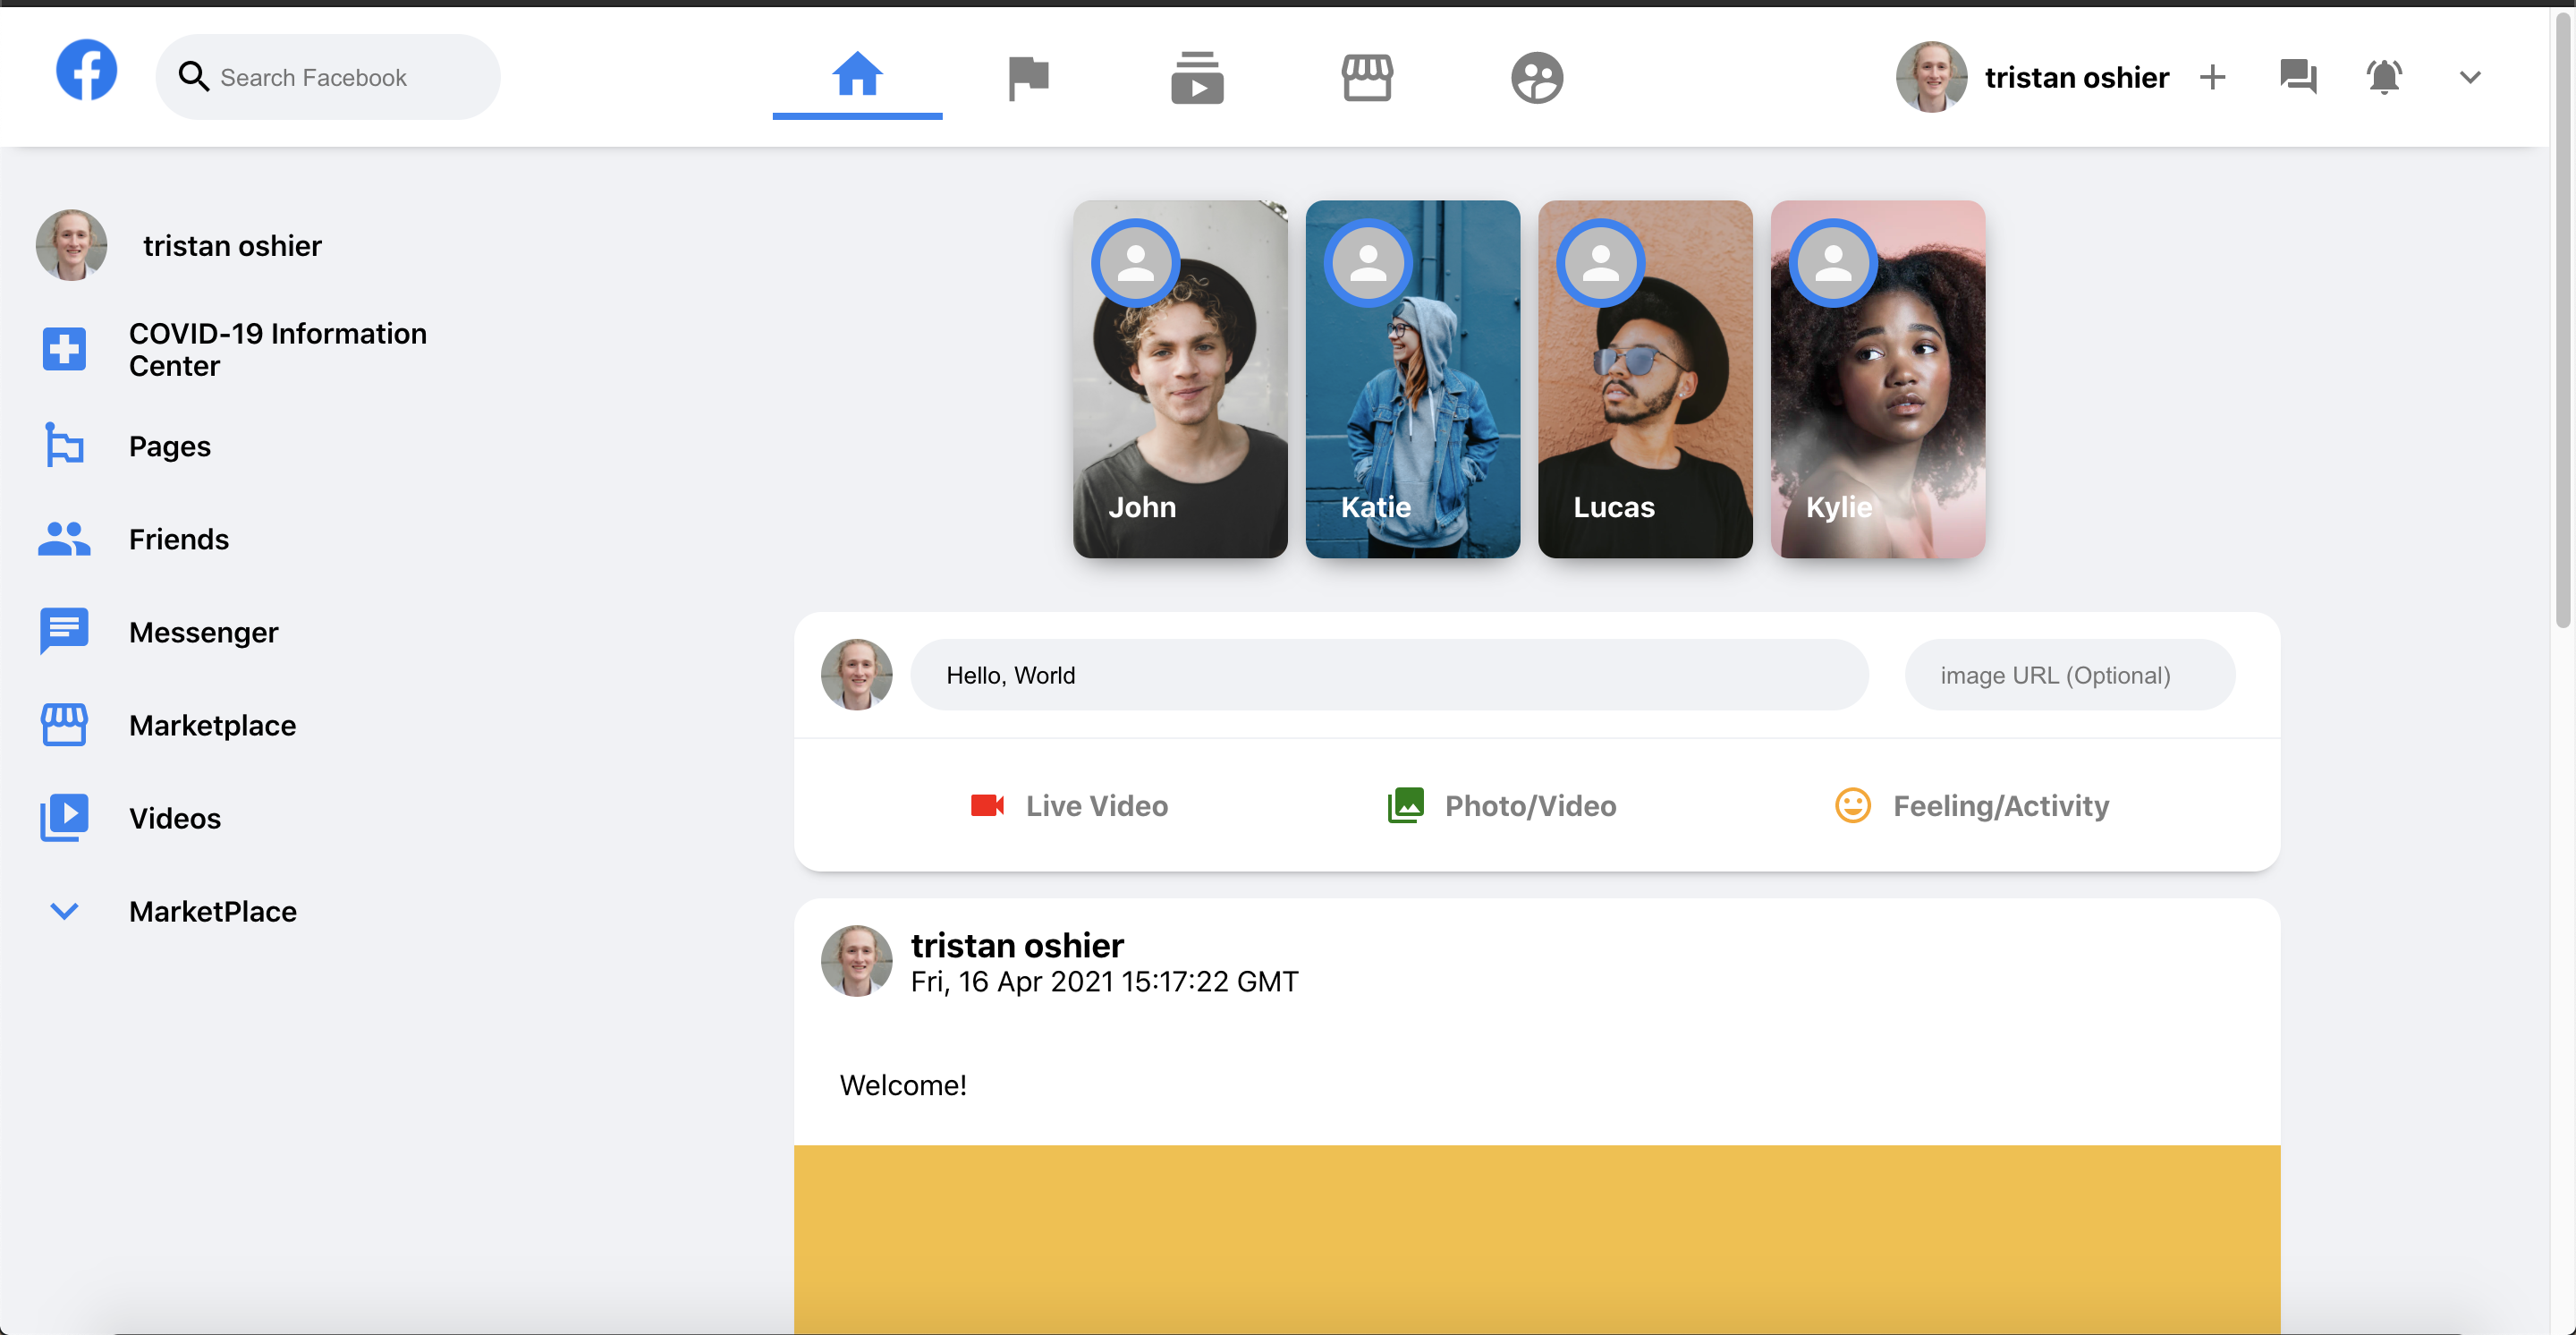 Search Facebook
tristan oshier
tristan oshier
COVID-19 Information
Center
Pages
Friends
Messenger
Marketplace
Videos
MarketPlace
John
Katie
Lucas
Kylie
Hello, World
image URL (Optional)
Live Video
Photo/Video
Feeling/Activity
tristan oshier
Fri, 16 Apr 2021 15:17:22 GMT
Welcome!